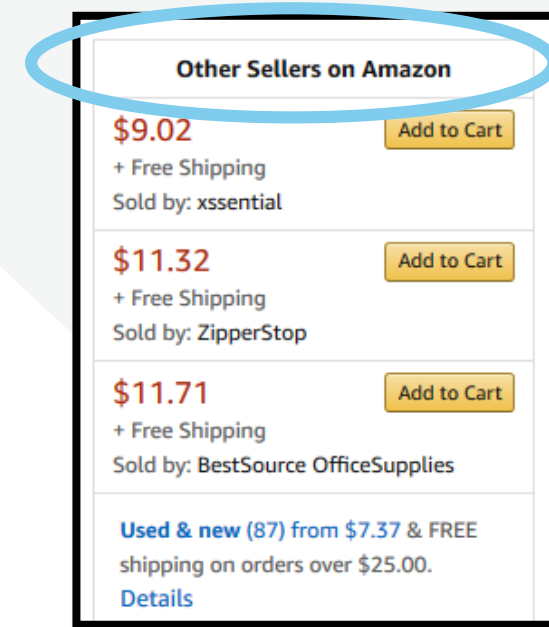 Other Sellers on Amazon
$9.02 Add to Cart
+ Free Shipping
Sold by: xssential
$11.32 Add to Cart
+ Free Shipping
Sold by: ZipperStop
$11.71 Add to Cart
+ Free Shipping
Sold by: BestSource OfficeSupplies
Used & new (87) from $7.37 & FREE
shipping on orders over $25.00.
Details